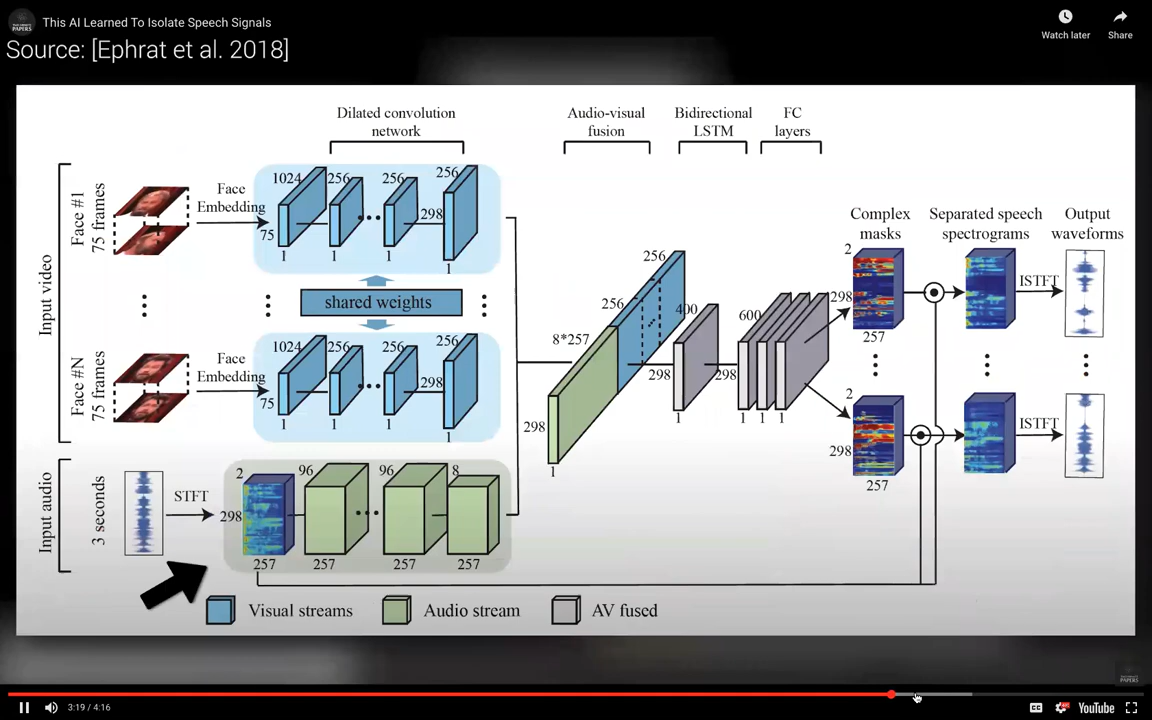 This AI Learned To Isolate Speech Signals
Watch later
Share
Source: [Ephrat et al. 2018]
Dilated convolution
network
Audio-visual
fusion
Bidirectional
LSTM
FC
layers
Input video
Face #1
75 frames
Face
Embedding
1024
256
256
256
75
298
1
1
1
1
shared weights
Face #N
75 frames
Face
Embedding
1024
256
256
256
75
298
1
1
1
1
Input audio
3 seconds
STFT
2
96
96
8
298
257
257
257
257
256
256
8*257
298
1
400
298
1
600
298
1
1
1
Complex
masks
Separated speech
spectrograms
Output
waveforms
2
298
257
ISTFT
2
298
257
ISTFT
Visual streams
Audio stream
AV fused
3:19 / 4:16
YouTube